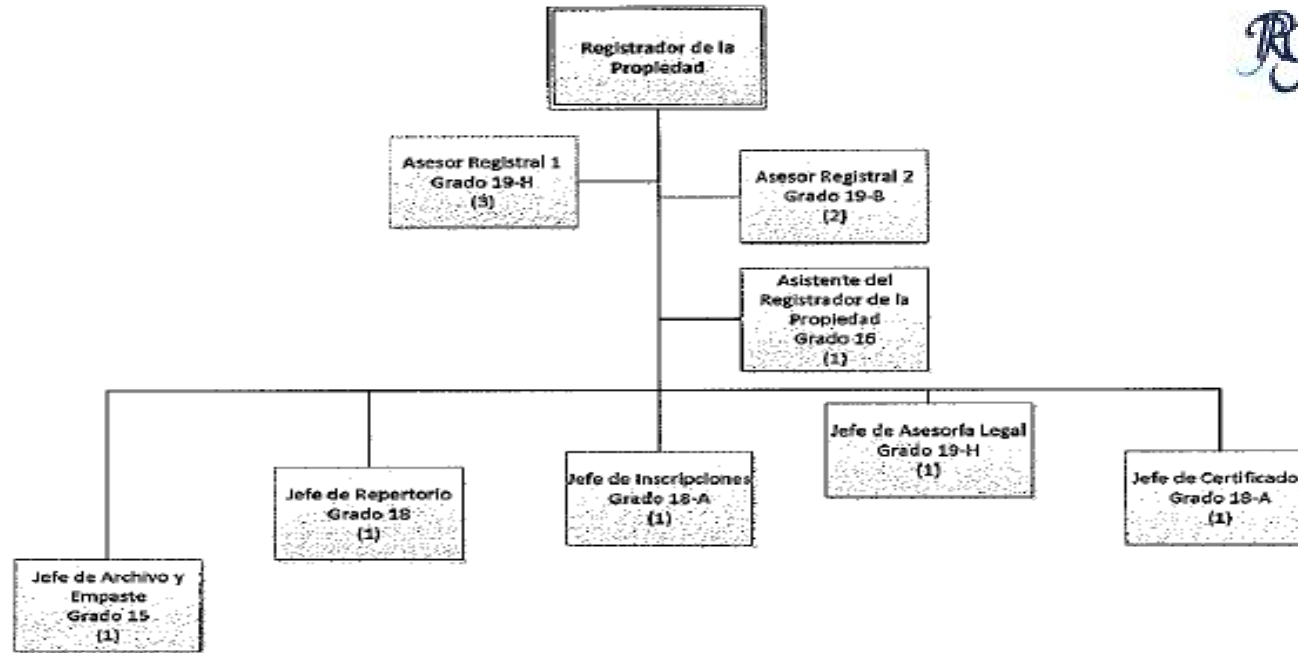 Registrador de la
Propiedad
Asesor Registral 1
Grado 19-H
(3)
Asesor Registral 2
Grado 19-B
(2)
Asistente del
Registrador de la
Propiedad
Grado 16
(1)
Jefe de Asesoría Legal
Grado 19-H
(1)
Jefe de Inscripciones
Grado 18-A
(1)
Jefe de Certificado
Grado 18-A
(1)
Jefe de Repertorio
Grado 18
(1)
Jefe de Archivo y
Empaste
Grado 15
(1)